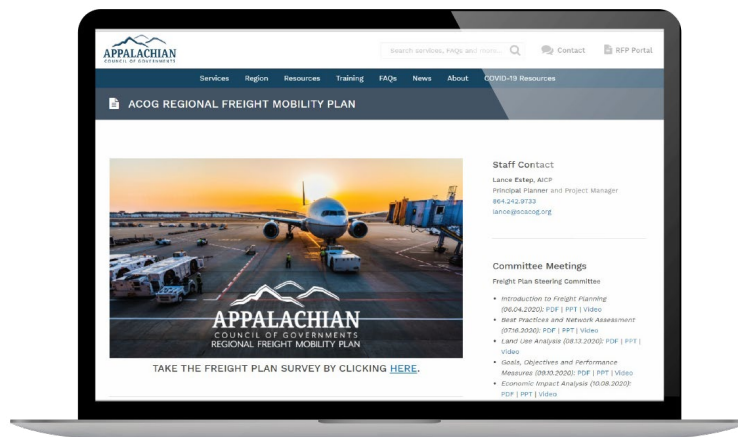 APPALACHIAN
COUNCIL OF GOVERNMENTS
Search services, FAQs and more...
Contact
RFP Portal
Services Region Resources Training FAQs News About COVID-19 Resources
ACOG REGIONAL FREIGHT MOBILITY PLAN
APPALACHIAN
COUNCIL OF GOVERNMENTS
REGIONAL FREIGHT MOBILITY PLAN
TAKE THE FREIGHT PLAN SURVEY BY CLICKING HERE.
Staff Contact
Lance Estep, AICP
Principal Planner and Project Manager
864.242.9733
lance@scacog.org
Committee Meetings
Freight Plan Steering Committee
• Introduction to Freight Planning
(06.04.2020): PDF | PPT | Video
• Best Practices and Network Assessment
(07.16.2020): PDF | PPT | Video
• Land Use Analysis (08.13.2020): PDF | PPT |
Video
• Goals, Objectives and Performance
Measures (09.10.2020): PDF | PPT | Video
• Economic Impact Analysis (10.08.2020):
PDF | PPT | Video